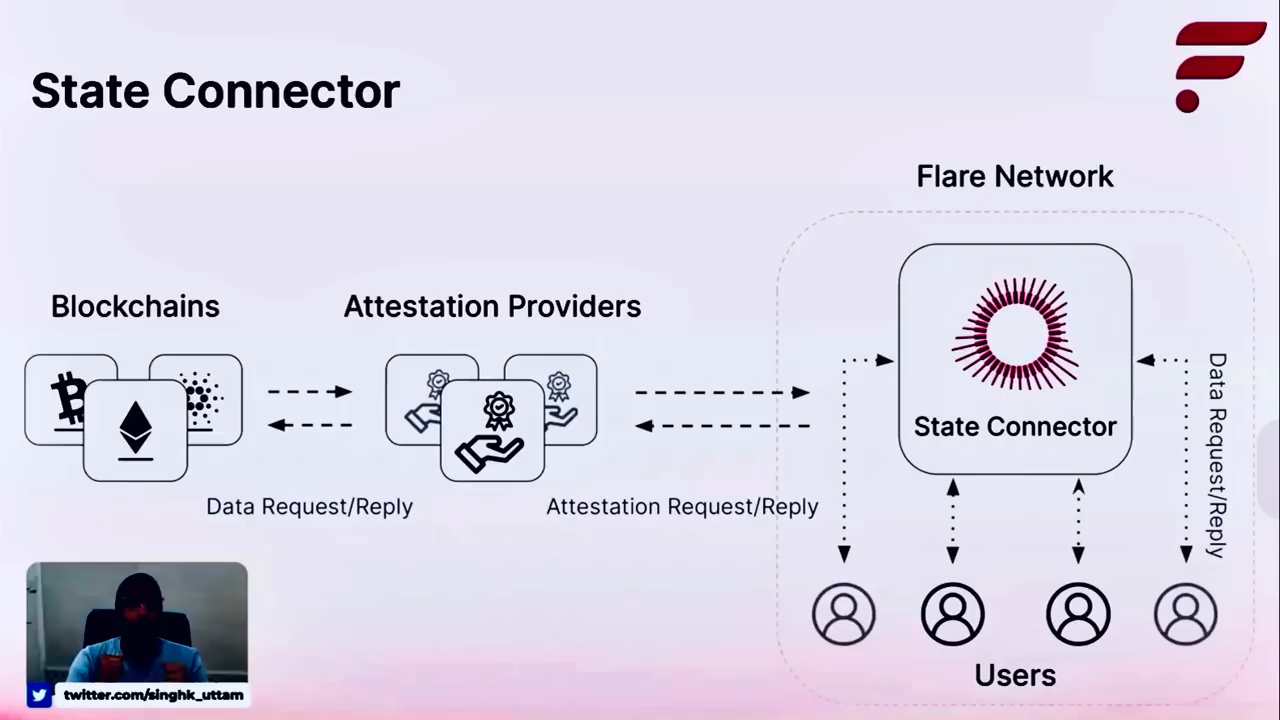 State Connector
Flare Network
Blockchains
Attestation Providers
State Connector
Data Request/Reply
Attestation Request/Reply
Data Request/Reply
Users
twitter.com/singhk_uttam